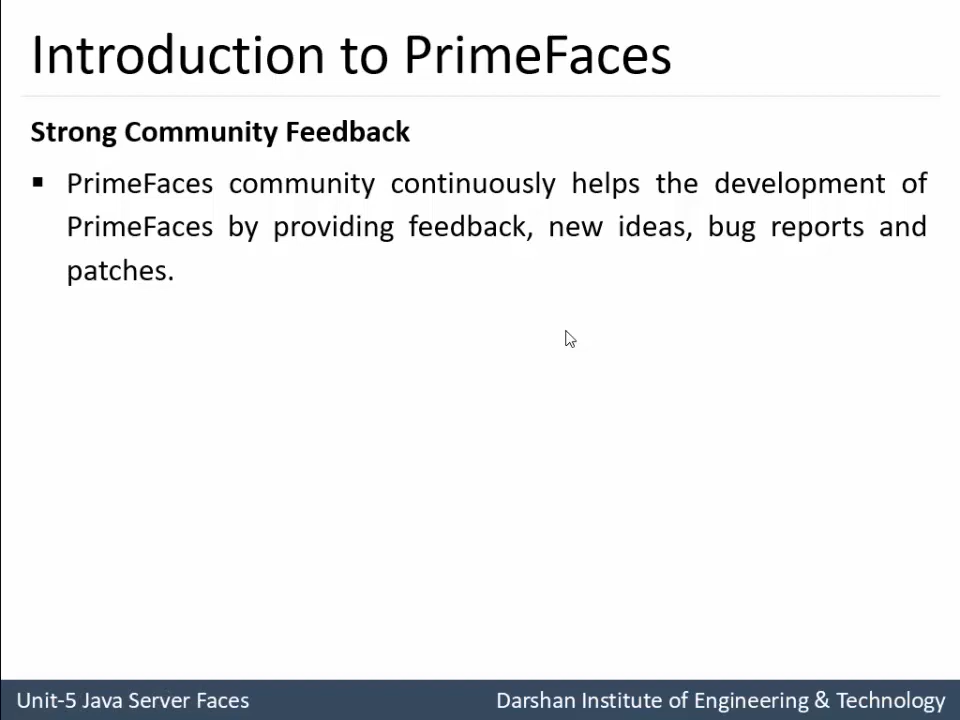 Introduction to PrimeFaces
Strong Community Feedback
▪ PrimeFaces community continuously helps the development of
PrimeFaces by providing feedback, new ideas, bug reports and
patches.
Unit-5 Java Server Faces
Darshan Institute of Engineering & Technology